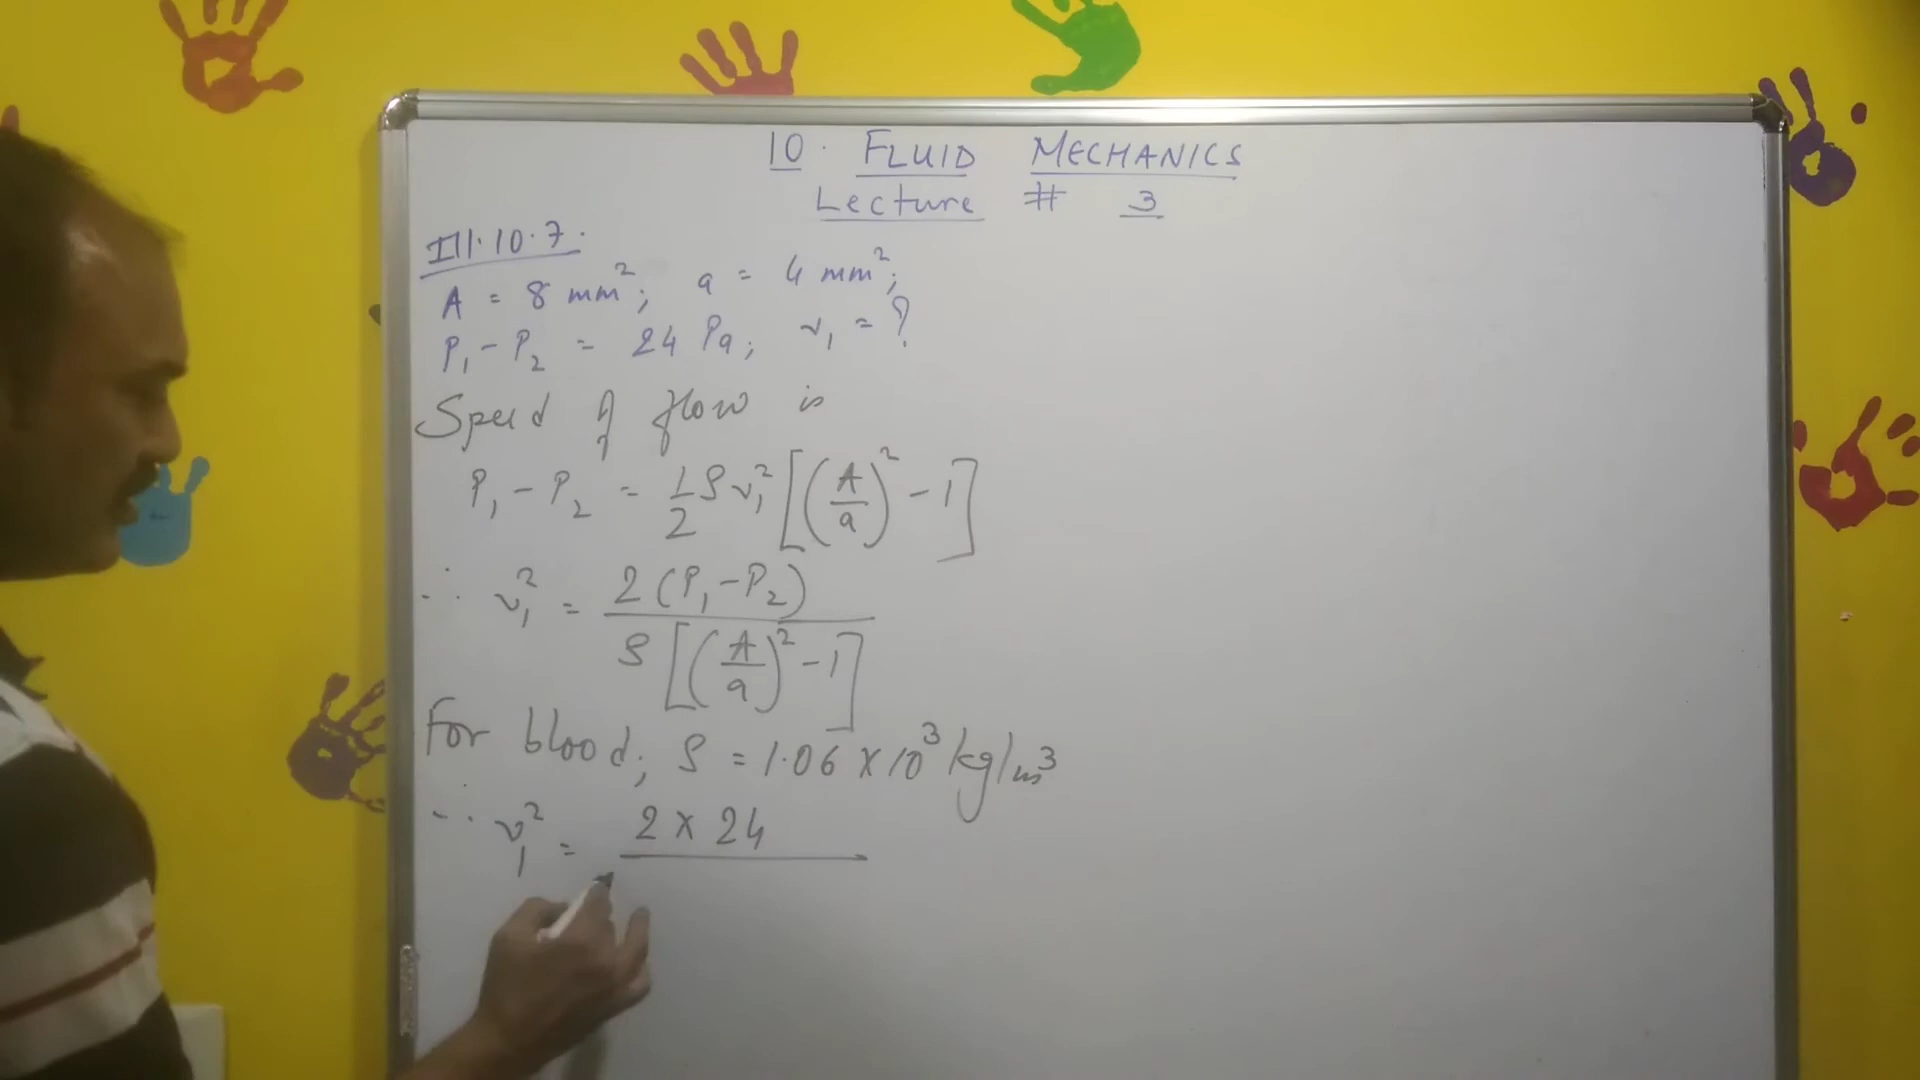 10. FLUID MECHANICS
Lecture # 3
Ill.10.7.
A = 8 mm²; a = 4 mm²;
P₁ - P₂ = 24 Pa; v₁ = ?
Speed of flow is
P₁ - P₂ = 1/2 ρ v₁² [(A/a)² - 1]
∴ v₁² = 2 (P₁ - P₂) / ρ [(A/a)² - 1]
For blood; ρ = 1.06 × 10³ kg/m³
∴ v₁² = 2 × 24